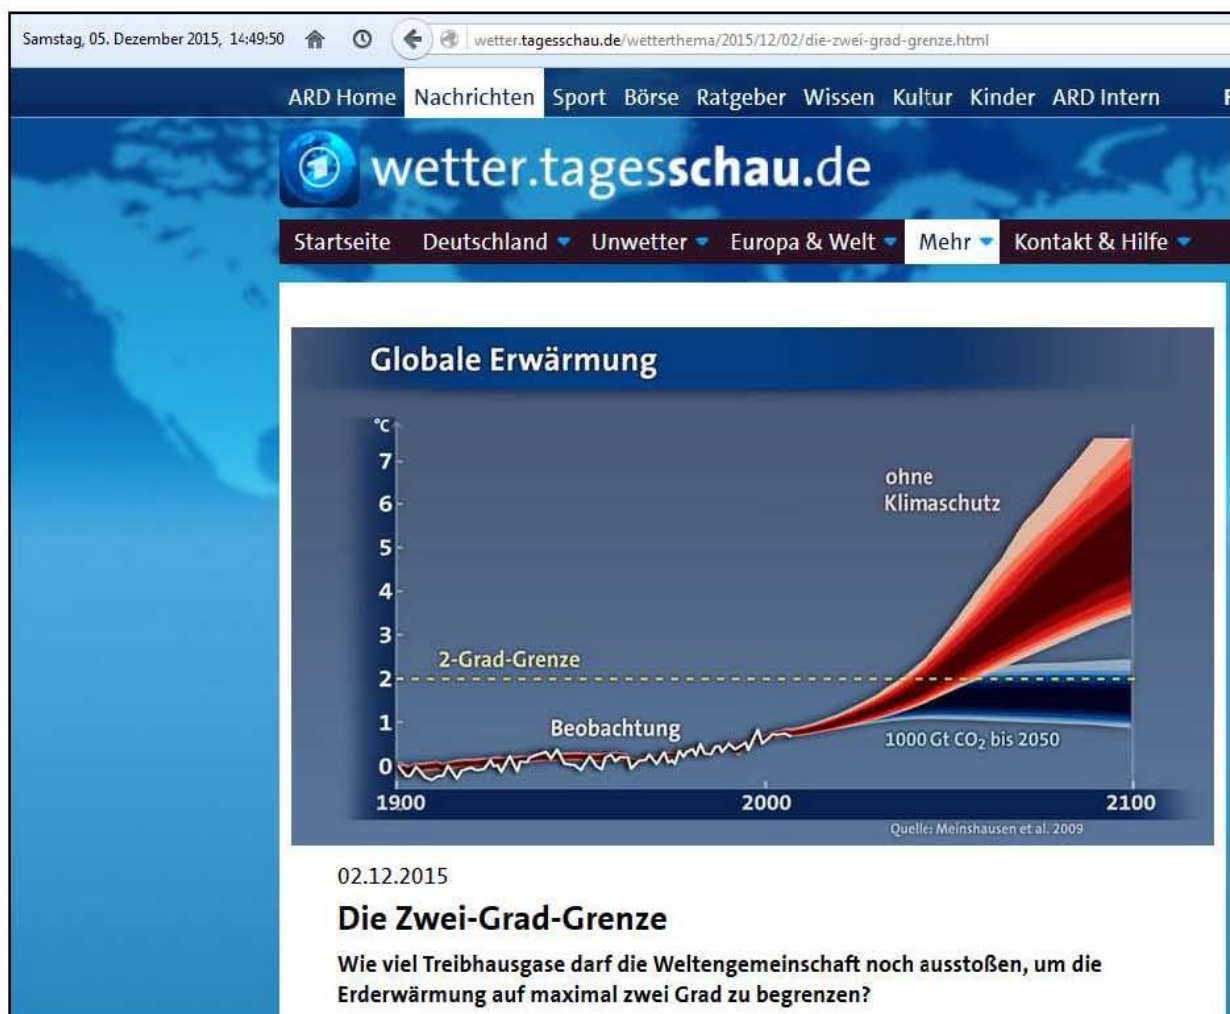 Samstag, 05. Dezember 2015, 14:49:50
wetter.tagesschau.de/wetterthema/2015/12/02/die-zwei-grad-grenze.html
ARD Home Nachrichten Sport Börse Ratgeber Wissen Kultur Kinder ARD Intern
wetter.tagesschau.de
Startseite Deutschland Unwetter Europa & Welt Mehr Kontakt & Hilfe
Globale Erwärmung
°C
7
6
5
4
3
2
1
0
ohne
Klimaschutz
2-Grad-Grenze
Beobachtung
1000 Gt CO₂ bis 2050
1900 2000 2100
Quelle: Meinshausen et al. 2009
02.12.2015
Die Zwei-Grad-Grenze
Wie viel Treibhausgase darf die Weltengemeinschaft noch ausstoßen, um die
Erderwärmung auf maximal zwei Grad zu begrenzen?